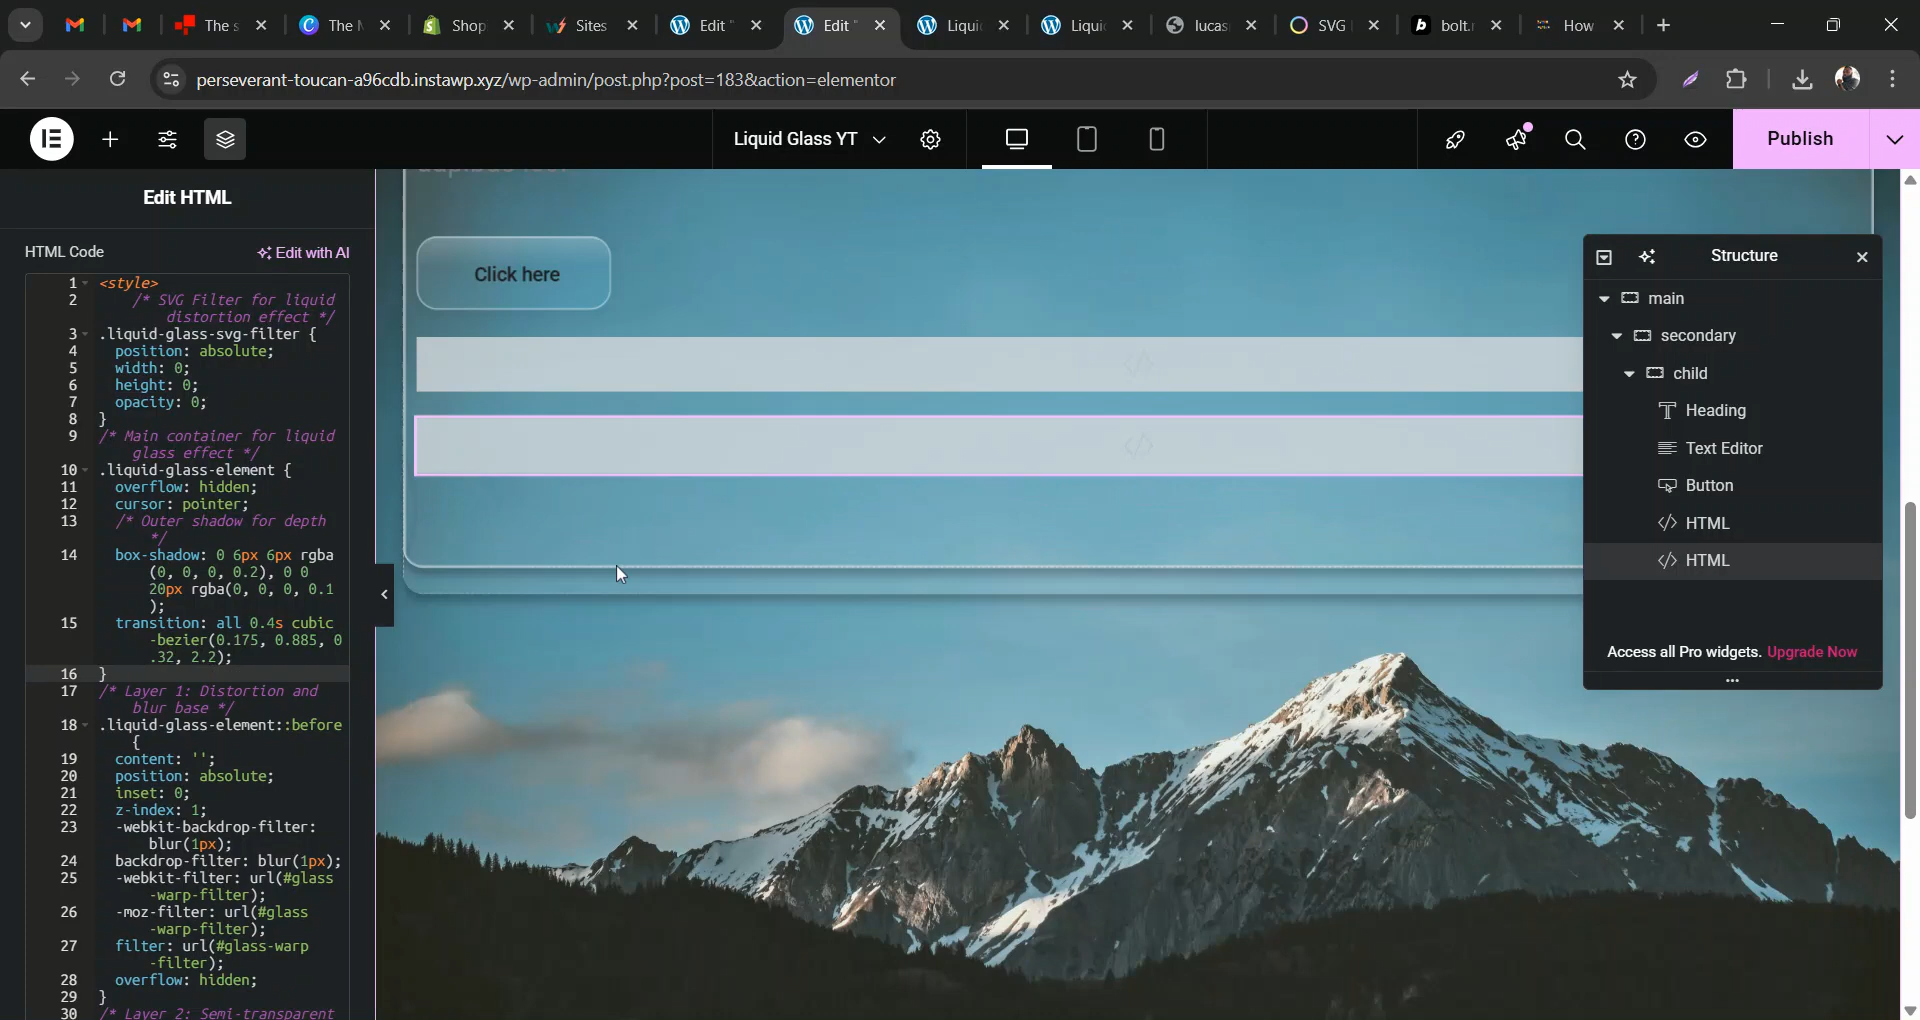 The s
The N
Shop
Sites
Edit "
Edit "
Liqui
Liqui
lucas
SVG
bolt.
How
perseverant-toucan-a96cdb.instawp.xyz/wp-admin/post.php?post=183&action=elementor
Liquid Glass YT
Publish
Edit HTML
HTML Code
Edit with AI
1 <style>
2 /* SVG Filter for liquid
distortion effect */
3 .liquid-glass-svg-filter {
4 position: absolute;
5 width: 0;
6 height: 0;
7 opacity: 0;
8 }
9 /* Main container for liquid
glass effect */
10 .liquid-glass-element {
11 overflow: hidden;
12 cursor: pointer;
13 /* Outer shadow for depth
*/
14 box-shadow: 0 6px 6px rgba
(0, 0, 0, 0.2), 0 0
20px rgba(0, 0, 0, 0.1
);
15 transition: all 0.4s cubic
-bezier(0.175, 0.885, 0
.32, 2.2);
16 }
17 /* Layer 1: Distortion and
blur base */
18 .liquid-glass-element::before
{
19 content: '';
20 position: absolute;
21 inset: 0;
22 z-index: 1;
23 -webkit-backdrop-filter:
blur(1px);
24 backdrop-filter: blur(1px);
25 -webkit-filter: url(#glass
-warp-filter);
26 -moz-filter: url(#glass
-warp-filter);
27 filter: url(#glass-warp
-filter);
28 overflow: hidden;
29 }
30 /* Layer 2: Semi-transparent
Click here
Structure
main
secondary
child
Heading
Text Editor
Button
HTML
HTML
Access all Pro widgets. Upgrade Now